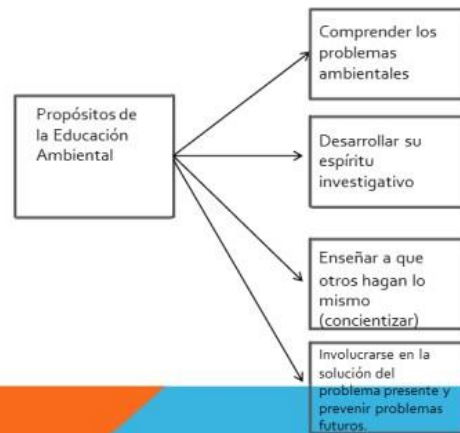 Propósitos de
la Educación
Ambiental
Comprender los
problemas
ambientales
Desarrollar su
espíritu
investigativo
Enseñar a que
otros hagan lo
mismo
(concientizar)
Involucrarse en la
solución del
problema presente y
prevenir problemas
futuros.